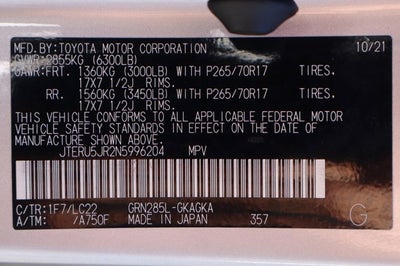 MFD.BY:TOYOTA MOTOR CORPORATION 10/21
GVWR:2855KG (6300LB)
GAWR:FRT. 1360KG (3000LB) WITH P265/70R17 TIRES.
17X7 1/2J RIMS.
RR. 1560KG (3450LB) WITH P265/70R17 TIRES.
17X7 1/2J RIMS.
THIS VEHICLE CONFORMS TO ALL APPLICABLE FEDERAL MOTOR
VEHICLE SAFETY STANDARDS IN EFFECT ON THE DATE OF
MANUFACTURE SHOWN ABOVE.
JTERU5JR2N5996204 MPV
C/TR:1F7/LC22 GRN285L-GKAGKA
A/TM: /A750F MADE IN JAPAN 357 G